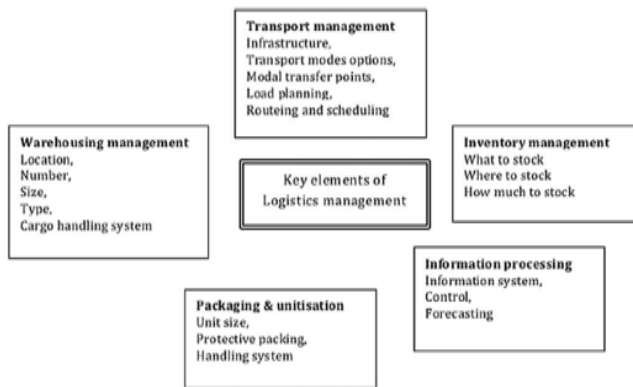 Transport management
Infrastructure,
Transport modes options,
Modal transfer points,
Load planning,
Routeing and scheduling
Warehousing management
Location,
Number,
Size,
Type,
Cargo handling system
Key elements of
Logistics management
Inventory management
What to stock
Where to stock
How much to stock
Information processing
Information system,
Control,
Forecasting
Packaging & unitisation
Unit size,
Protective packing,
Handling system